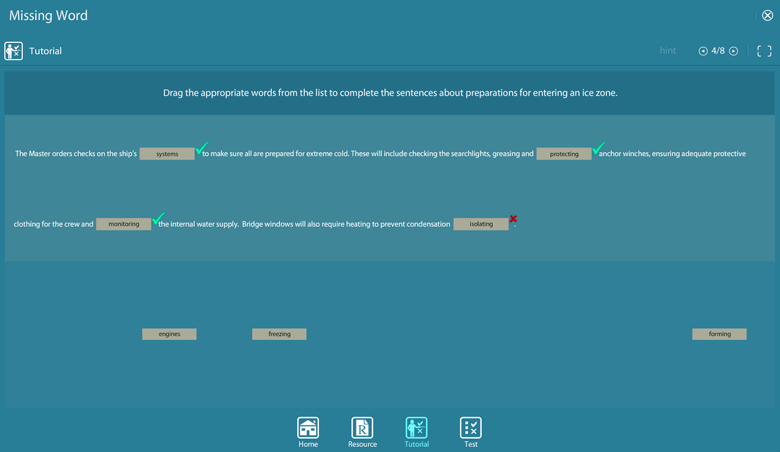 Missing Word
Tutorial
hint
4/8
Drag the appropriate words from the list to complete the sentences about preparations for entering an ice zone.
The Master orders checks on the ship's systems to make sure all are prepared for extreme cold. These will include checking the searchlights, greasing and protecting anchor winches, ensuring adequate protective
clothing for the crew and monitoring the internal water supply. Bridge windows will also require heating to prevent condensation isolating .
engines freezing forming
Home Resource Tutorial Test